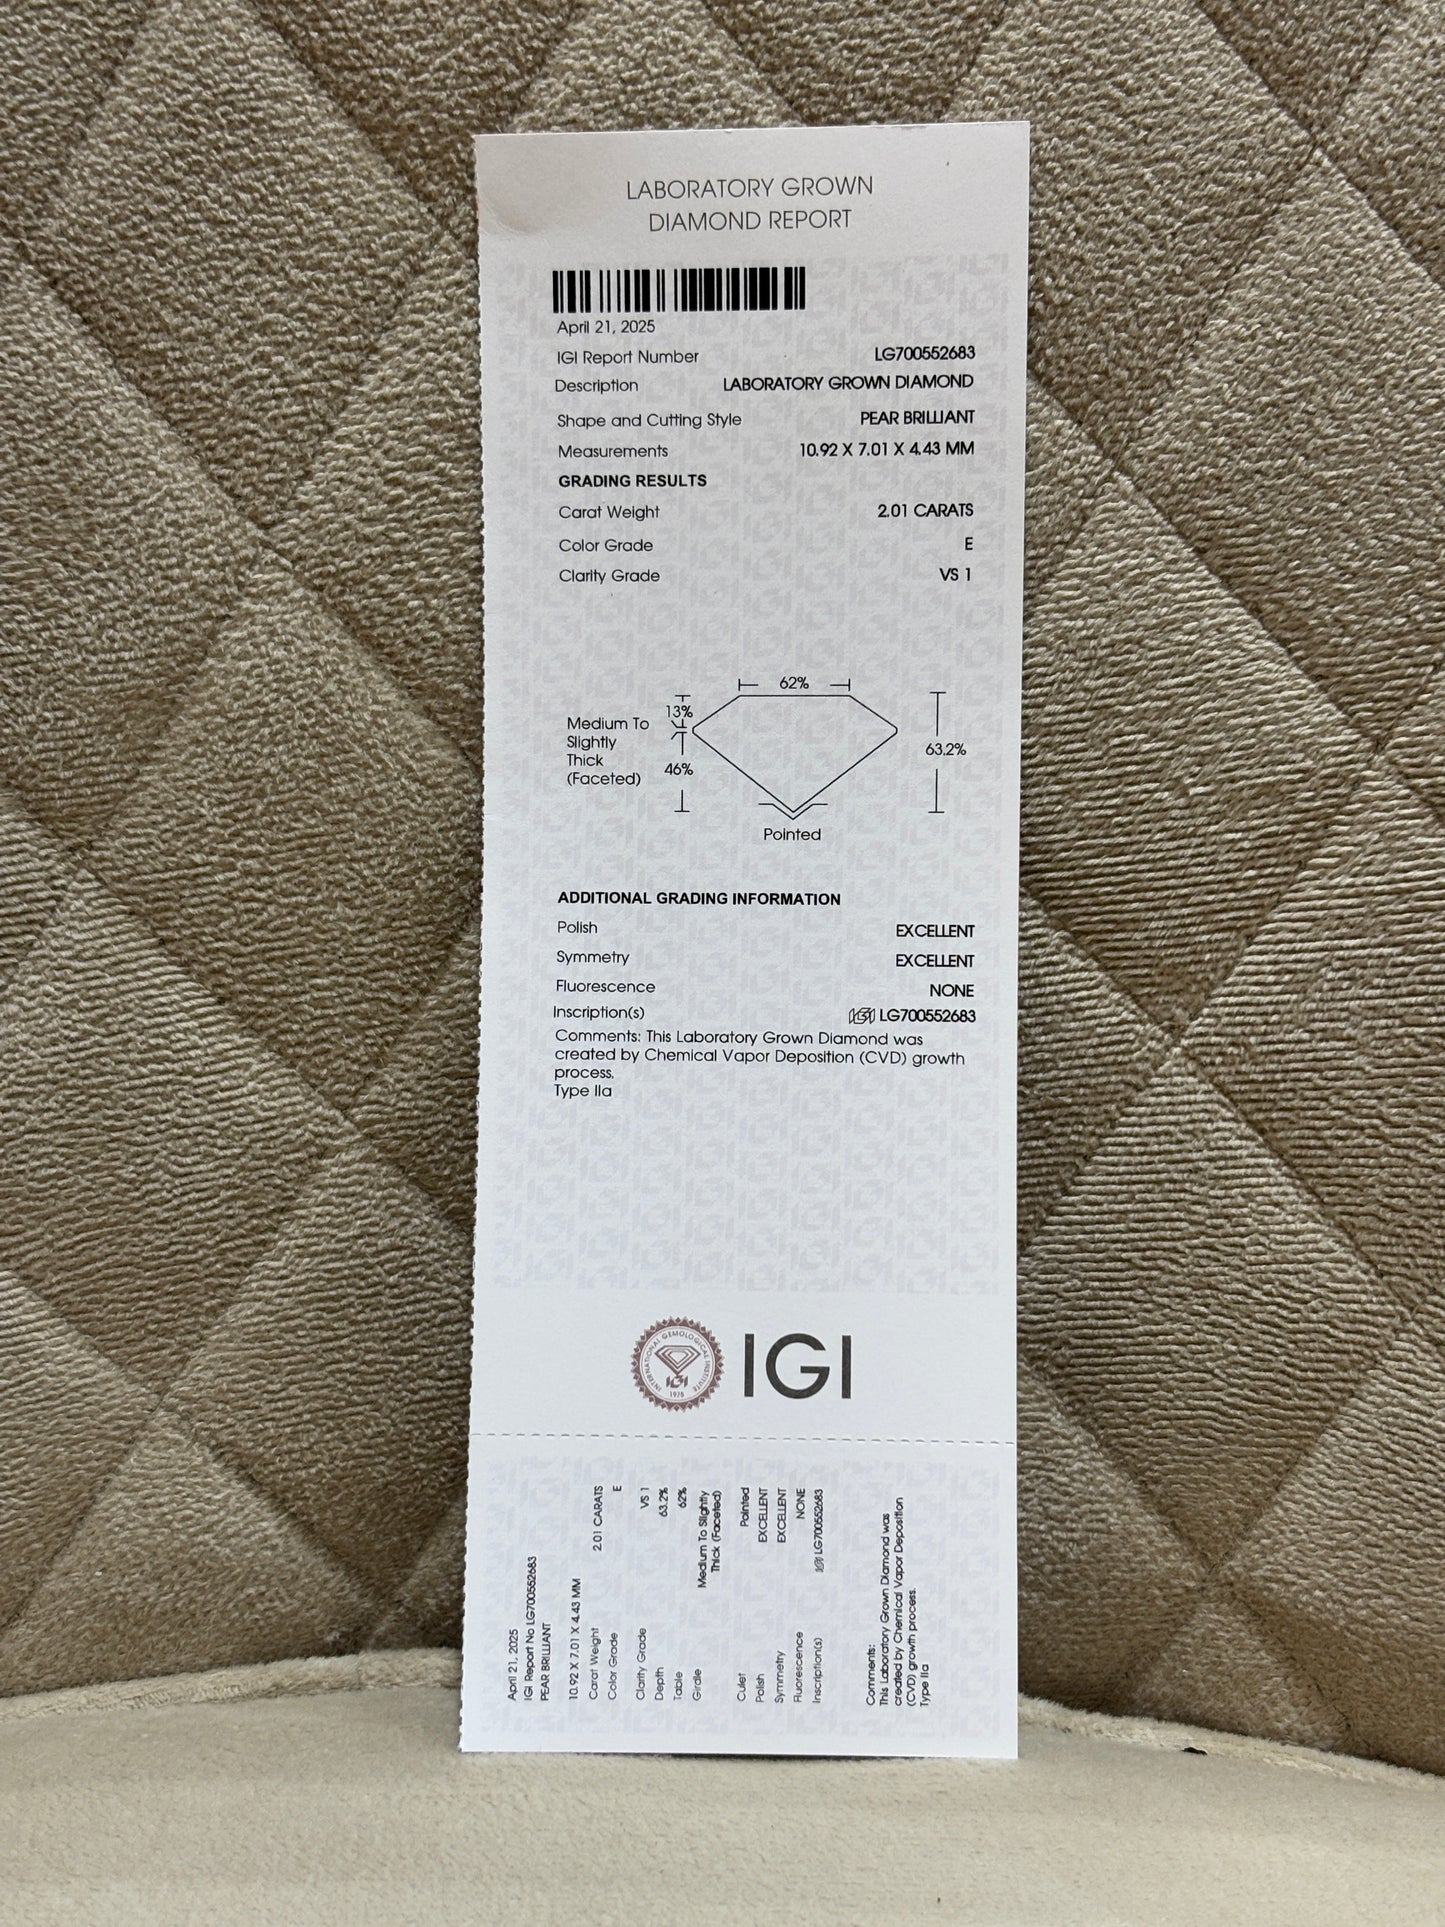 LABORATORY GROWN
DIAMOND REPORT
April 21, 2025
IGI Report Number LG700552683
Description LABORATORY GROWN DIAMOND
Shape and Cutting Style PEAR BRILLIANT
Measurements 10.92 X 7.01 X 4.43 MM
GRADING RESULTS
Carat Weight 2.01 CARATS
Color Grade E
Clarity Grade VS 1
62%
13%
Medium To
Slightly
Thick
(Faceted)
46%
63.2%
Pointed
ADDITIONAL GRADING INFORMATION
Polish EXCELLENT
Symmetry EXCELLENT
Fluorescence NONE
Inscription(s) IGI LG700552683
Comments: This Laboratory Grown Diamond was
created by Chemical Vapor Deposition (CVD) growth
process.
Type IIa
INTERNATIONAL GEMOLOGICAL INSTITUTE
IGI
1975
IGI
April 21, 2025
IGI Report No LG700552683
PEAR BRILLIANT
10.92 X 7.01 X 4.43 MM
Carat Weight 2.01 CARATS
Color Grade E
Clarity Grade VS 1
Depth 63.2%
Table 62%
Girdle Medium To Slightly
Thick (Faceted)
Culet Pointed
Polish EXCELLENT
Symmetry EXCELLENT
Fluorescence NONE
Inscription(s) IGI LG700552683
Comments:
This Laboratory Grown Diamond was
created by Chemical Vapor Deposition
(CVD) growth process.
Type IIa